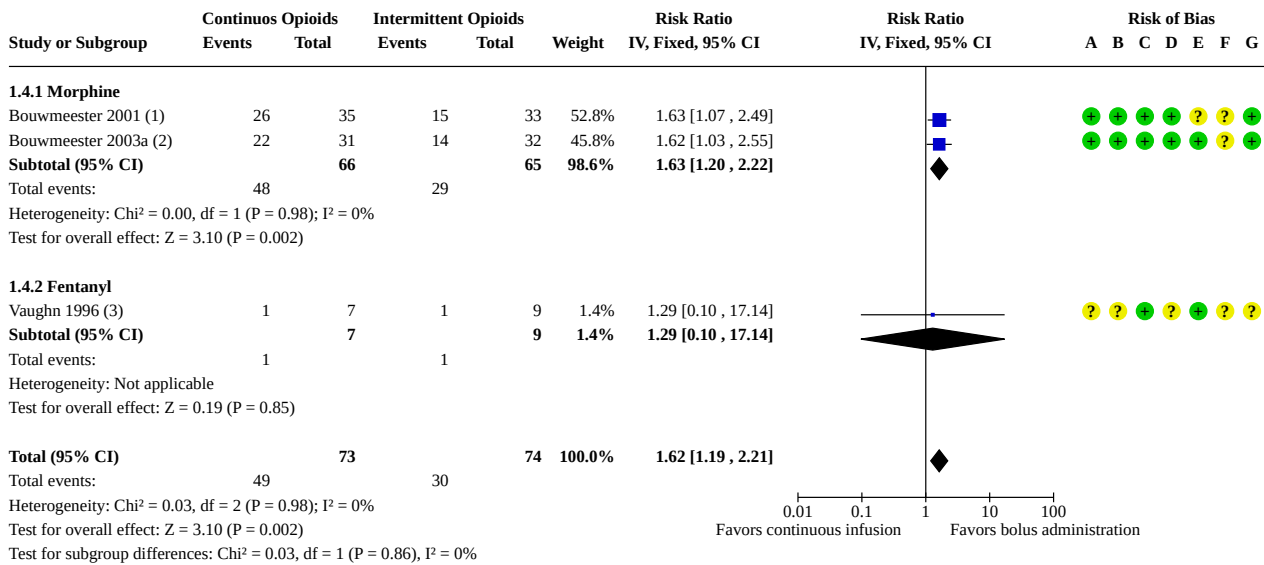 Continuos Opioids Intermittent Opioids Risk Ratio Risk Ratio Risk of Bias
Study or Subgroup Events Total Events Total Weight IV, Fixed, 95% CI IV, Fixed, 95% CI A B C D E F G
1.4.1 Morphine
Bouwmeester 2001 (1) 26 35 15 33 52.8% 1.63 [1.07 , 2.49] + + + + ? ? +
Bouwmeester 2003a (2) 22 31 14 32 45.8% 1.62 [1.03 , 2.55] + + + + + ? +
Subtotal (95% CI) 66 65 98.6% 1.63 [1.20 , 2.22]
Total events: 48 29
Heterogeneity: Chi² = 0.00, df = 1 (P = 0.98); I² = 0%
Test for overall effect: Z = 3.10 (P = 0.002)
1.4.2 Fentanyl
Vaughn 1996 (3) 1 7 1 9 1.4% 1.29 [0.10 , 17.14] ? ? + ? + ? ?
Subtotal (95% CI) 7 9 1.4% 1.29 [0.10 , 17.14]
Total events: 1 1
Heterogeneity: Not applicable
Test for overall effect: Z = 0.19 (P = 0.85)
Total (95% CI) 73 74 100.0% 1.62 [1.19 , 2.21]
Total events: 49 30
Heterogeneity: Chi² = 0.03, df = 2 (P = 0.98); I² = 0%
Test for overall effect: Z = 3.10 (P = 0.002)
Test for subgroup differences: Chi² = 0.03, df = 1 (P = 0.86), I² = 0%
0.01 0.1 1 10 100
Favors continuous infusion Favors bolus administration